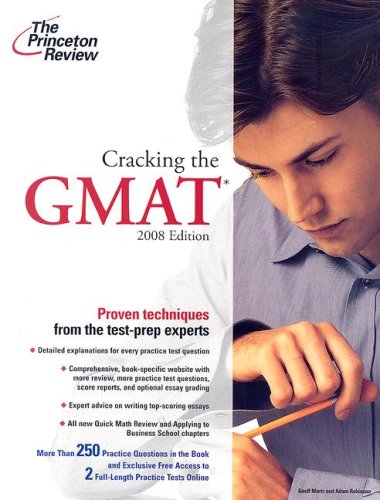 The
Princeton
Review
Cracking the
GMAT*
2008 Edition
Proven techniques
from the test-prep experts
Detailed explanations for every practice test question
Comprehensive, book-specific website with
more review, more practice test questions,
score reports, and optional essay grading
Expert advice on writing top-scoring essays
All new Quick Math Review and Applying to
Business School chapters
More Than 250 Practice Questions in the Book
and Exclusive Free Access to
2 Full-Length Practice Tests Online
Geoff Martz and Adam Robinson